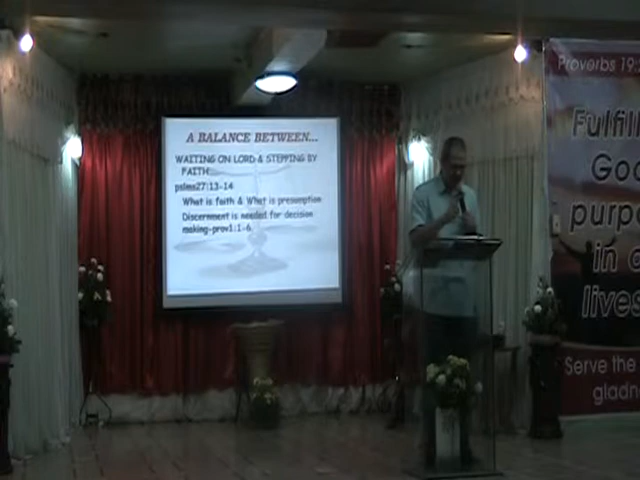 A BALANCE BETWEEN...
WAITING ON LORD & STEPPING BY
FAITH:
pslms27:13-14
What is faith & What is presumption
Discernment is needed for decision
making-prov1:1-6.
Proverbs 19:
Fulfill
God
purpo
in o
lives
Serve the
gladn